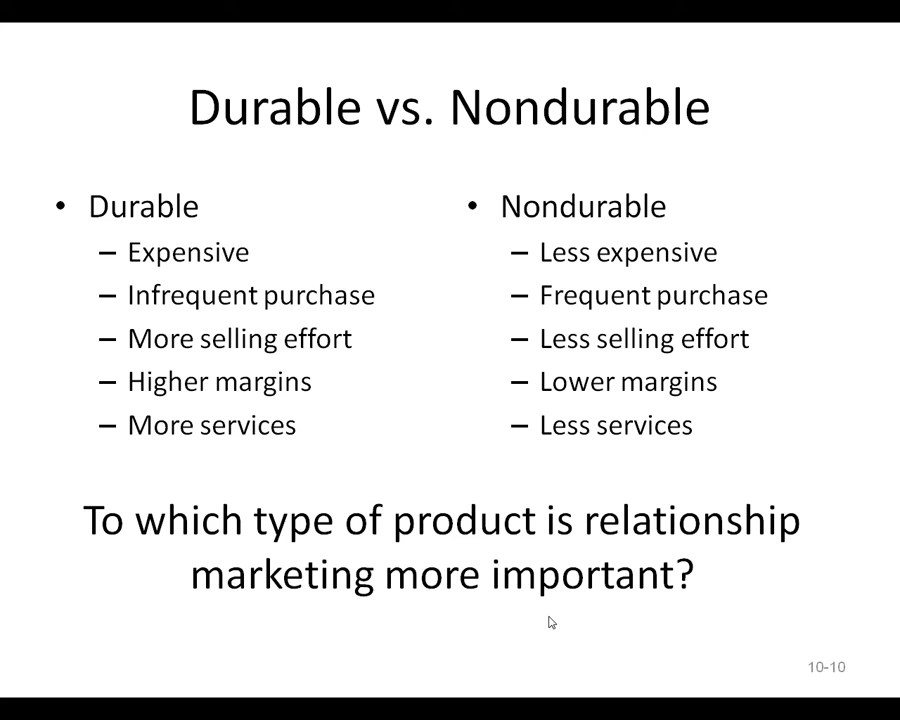 Durable vs. Nondurable
• Durable
– Expensive
– Infrequent purchase
– More selling effort
– Higher margins
– More services
• Nondurable
– Less expensive
– Frequent purchase
– Less selling effort
– Lower margins
– Less services
To which type of product is relationship
marketing more important?
10-10